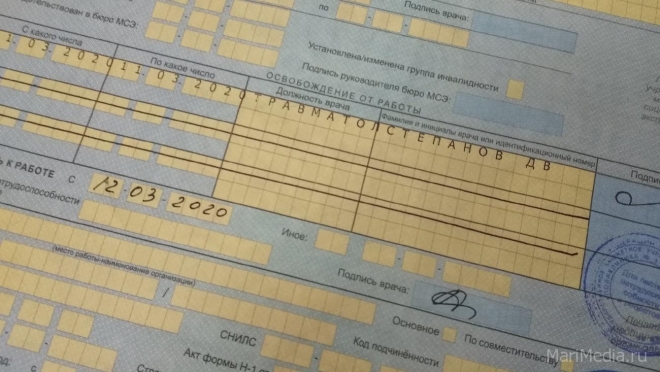 по
Подпись врача:
в бюро МСЭ:
Установлена/изменена группа инвалидности
Подпись руководителя бюро МСЭ:
С какого числа
По какое число
ОСВОБОЖДЕНИЕ ОТ РАБОТЫ
Должность врача
Фамилия и инициалы врача или идентификационный номер
1.03.2020 11.03.2020 ТРАВМАТОЛ СТЕПАНОВ ДВ
К РАБОТЕ С 12-03-2020
Иное:
Подпись врача:
(место работы-наименование организации)
Основное
По совместительству
СНИЛС
Код подчинённости
Акт формы Н-1
MariMedia.ru